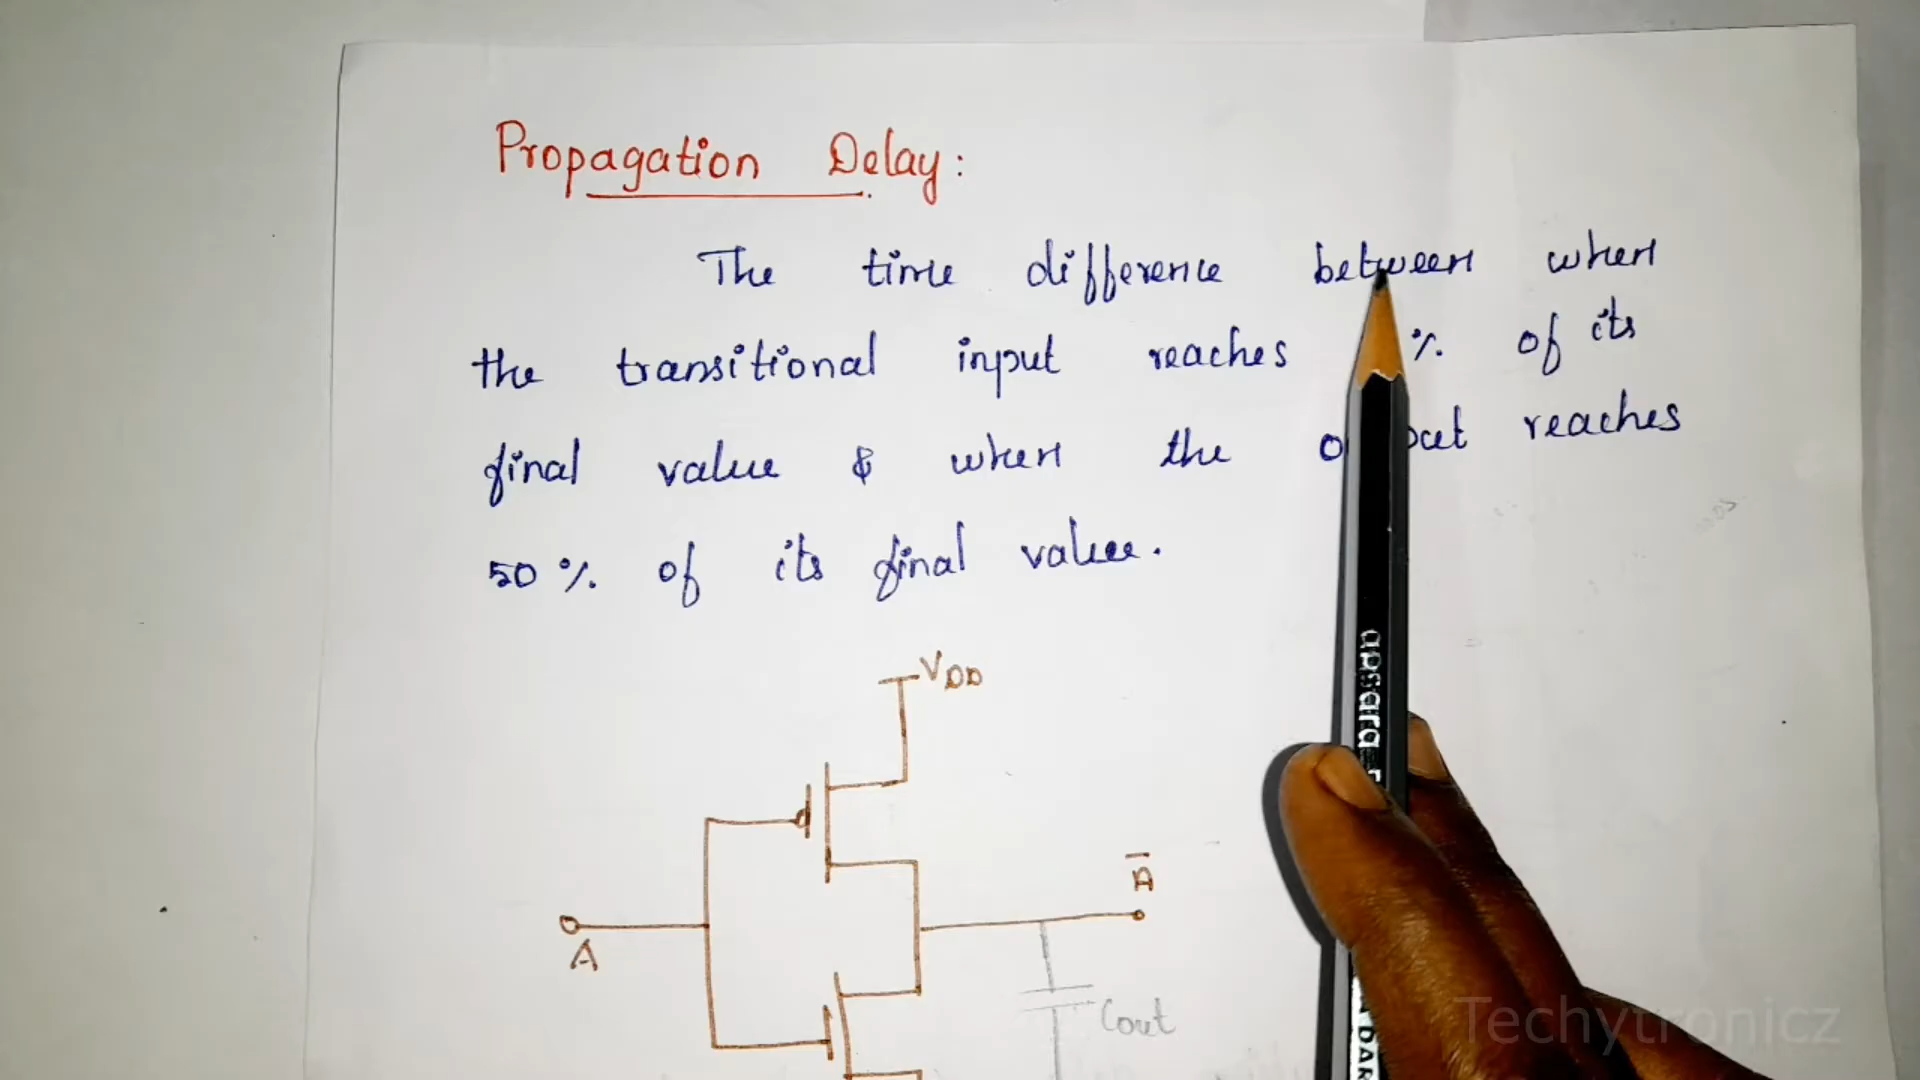 Propagation Delay:
The time difference between when
the transitional input reaches % of its
final value & when the output reaches
50 % of its final value.
VDD
A
A̅
Cout
apsara
Techytronicz